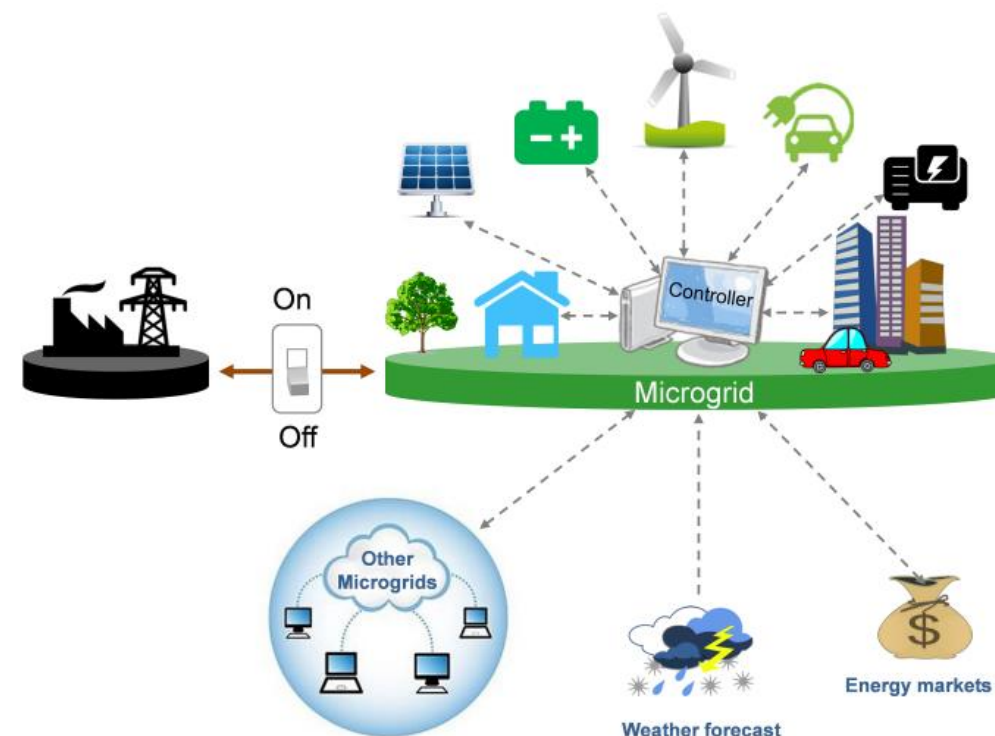 Controller
On
Off
Microgrid
Other
Microgrids
$
Energy markets
Weather forecast